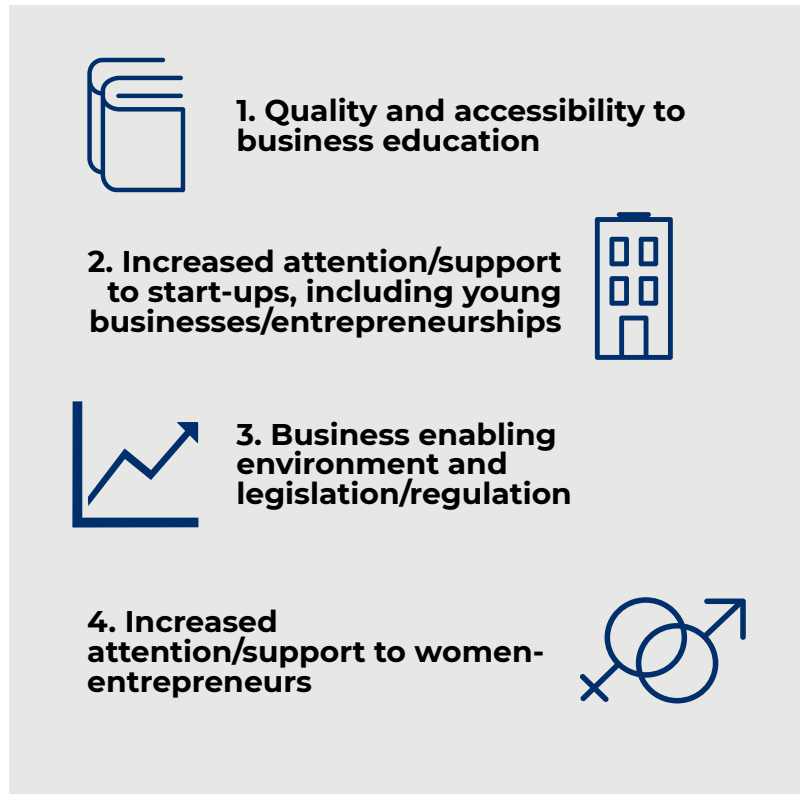 1. Quality and accessibility to
business education
2. Increased attention/support
to start-ups, including young
businesses/entrepreneurships
3. Business enabling
environment and
legislation/regulation
4. Increased
attention/support to women-
entrepreneurs